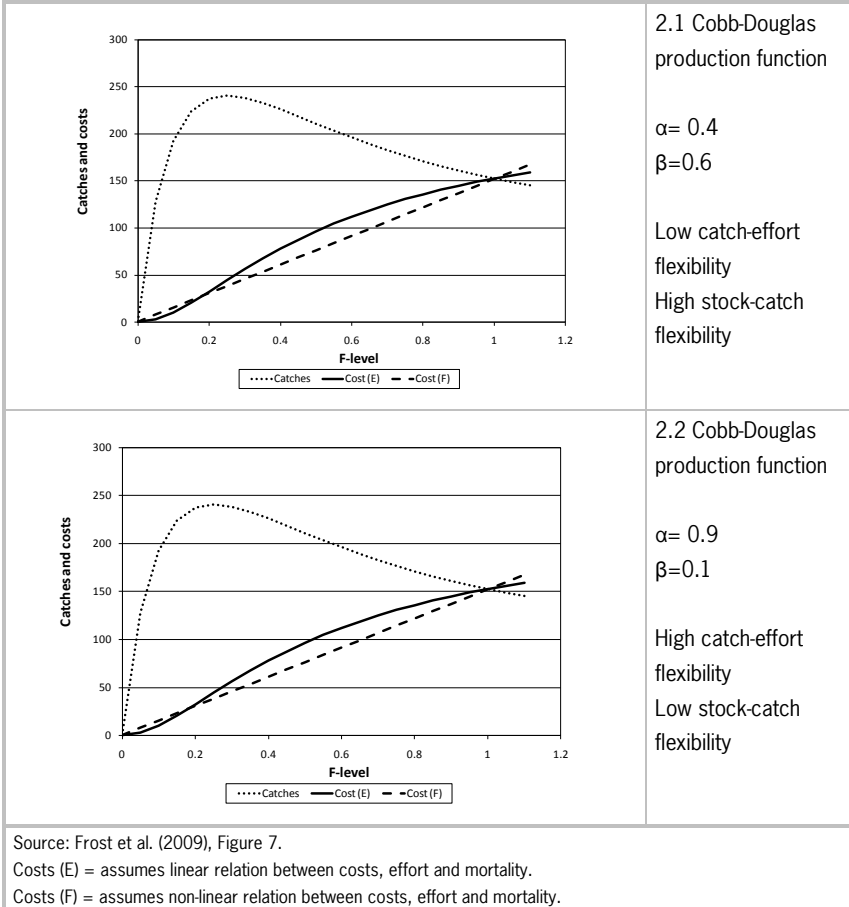 300
250
200
150
100
50
0
Catches and costs
0 0.2 0.4 0.6 0.8 1 1.2
F-level
Catches Cost (E) Cost (F)
2.1 Cobb-Douglas
production function
α= 0.4
β=0.6
Low catch-effort
flexibility
High stock-catch
flexibility
300
250
200
150
100
50
0
Catches and costs
0 0.2 0.4 0.6 0.8 1 1.2
F-level
Catches Cost (E) Cost (F)
2.2 Cobb-Douglas
production function
α= 0.9
β=0.1
High catch-effort
flexibility
Low stock-catch
flexibility
Source: Frost et al. (2009), Figure 7.
Costs (E) = assumes linear relation between costs, effort and mortality.
Costs (F) = assumes non-linear relation between costs, effort and mortality.